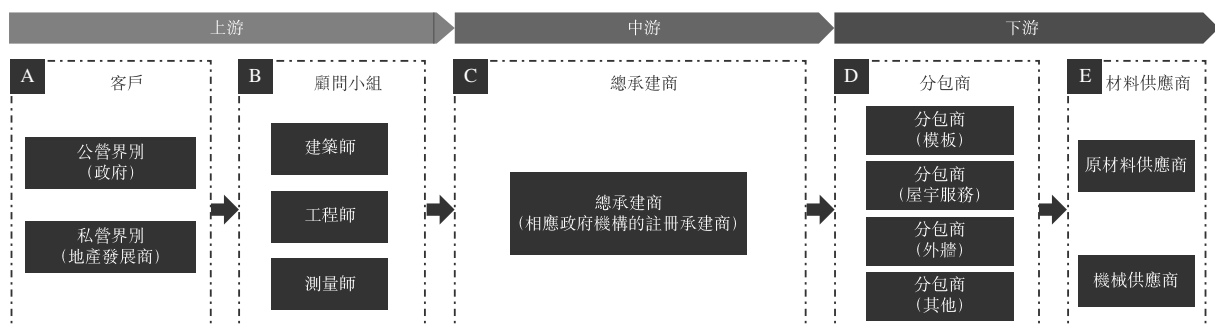 上游
中游
下游
A
客戶
公營界別
(政府)
私營界別
(地產發展商)
B
顧問小組
建築師
工程師
測量師
C
總承建商
總承建商
(相應政府機構的註冊承建商)
D
分包商
分包商
(模板)
分包商
(屋宇服務)
分包商
(外牆)
分包商
(其他)
E
材料供應商
原材料供應商
機械供應商